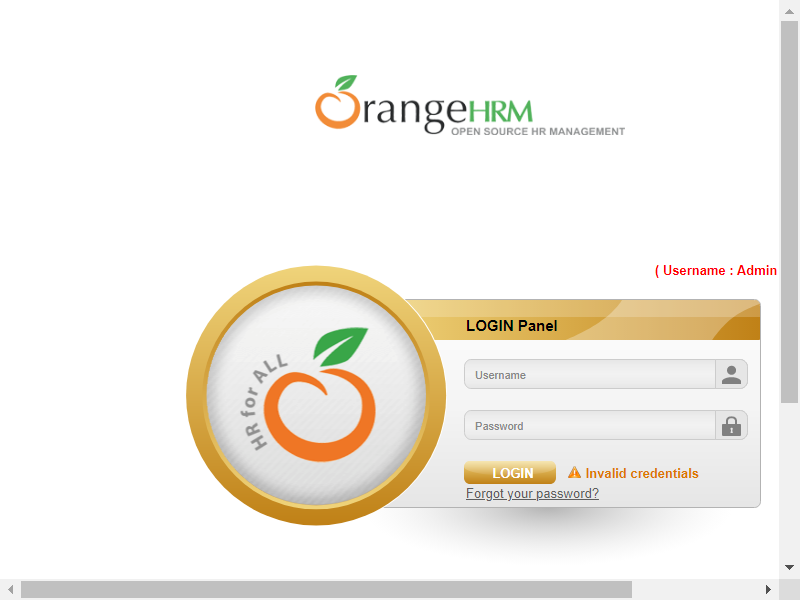 OrangeHRM
OPEN SOURCE HR MANAGEMENT
( Username : Admin
LOGIN Panel
HR for ALL
Username
Password
LOGIN
Invalid credentials
Forgot your password?